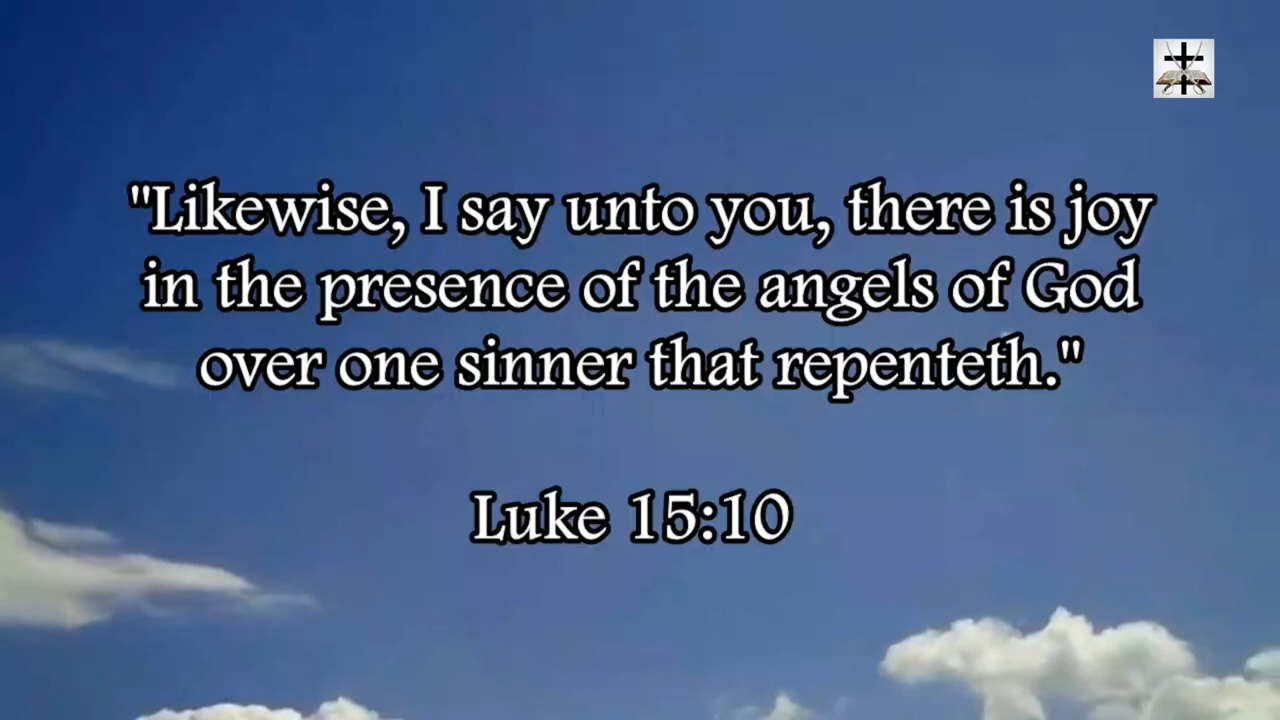 "Likewise, I say unto you, there is joy
in the presence of the angels of God
over one sinner that repenteth."
Luke 15:10